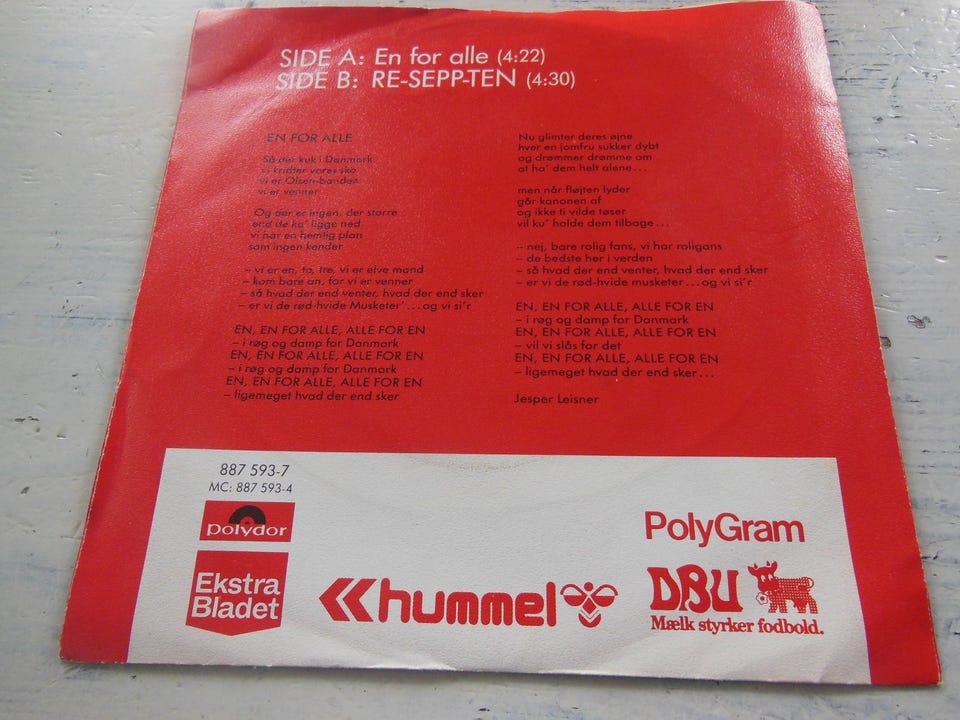 SIDE A: En for alle (4:22)
SIDE B: RE-SEPP-TEN (4:30)
EN FOR ALLE
Så der kuk i Danmark
vi kridter vores sko
vi er Olsen-banden
vi er venner
Og der er ingen, der større
end de ka' ligge ned
vi har en hemlig plan
som ingen kender
– vi er en, to, tre, vi er elve mand
– kom bare an, for vi er venner
– så hvad der end venter, hvad der end sker
– er vi de rød-hvide Musketer'...og vi si'r
EN, EN FOR ALLE, ALLE FOR EN
– i røg og damp for Danmark
EN, EN FOR ALLE, ALLE FOR EN
– i røg og damp for Danmark
EN, EN FOR ALLE, ALLE FOR EN
– ligemeget hvad der end sker
Nu glimter deres øjne
hver en jomfru sukker dybt
og drømmer drømme om
at ha' dem helt alene...
men når fløjten lyder
går kanonen af
og ikke ti vilde tøser
vil ku' holde dem tilbage...
– nej, bare rolig fans, vi har roligans
– de bedste her i verden
– så hvad der end venter, hvad der end sker
– er vi de rød-hvide musketer...og vi si'r
EN, EN FOR ALLE, ALLE FOR EN
– i røg og damp for Danmark
EN, EN FOR ALLE, ALLE FOR EN
– vil vi slås for det
EN, EN FOR ALLE, ALLE FOR EN
– ligemeget hvad der end sker...
Jesper Leisner
887 593-7
MC: 887 593-4
polydor
PolyGram
Ekstra
Bladet
hummel
DBU
Mælk styrker fodbold.